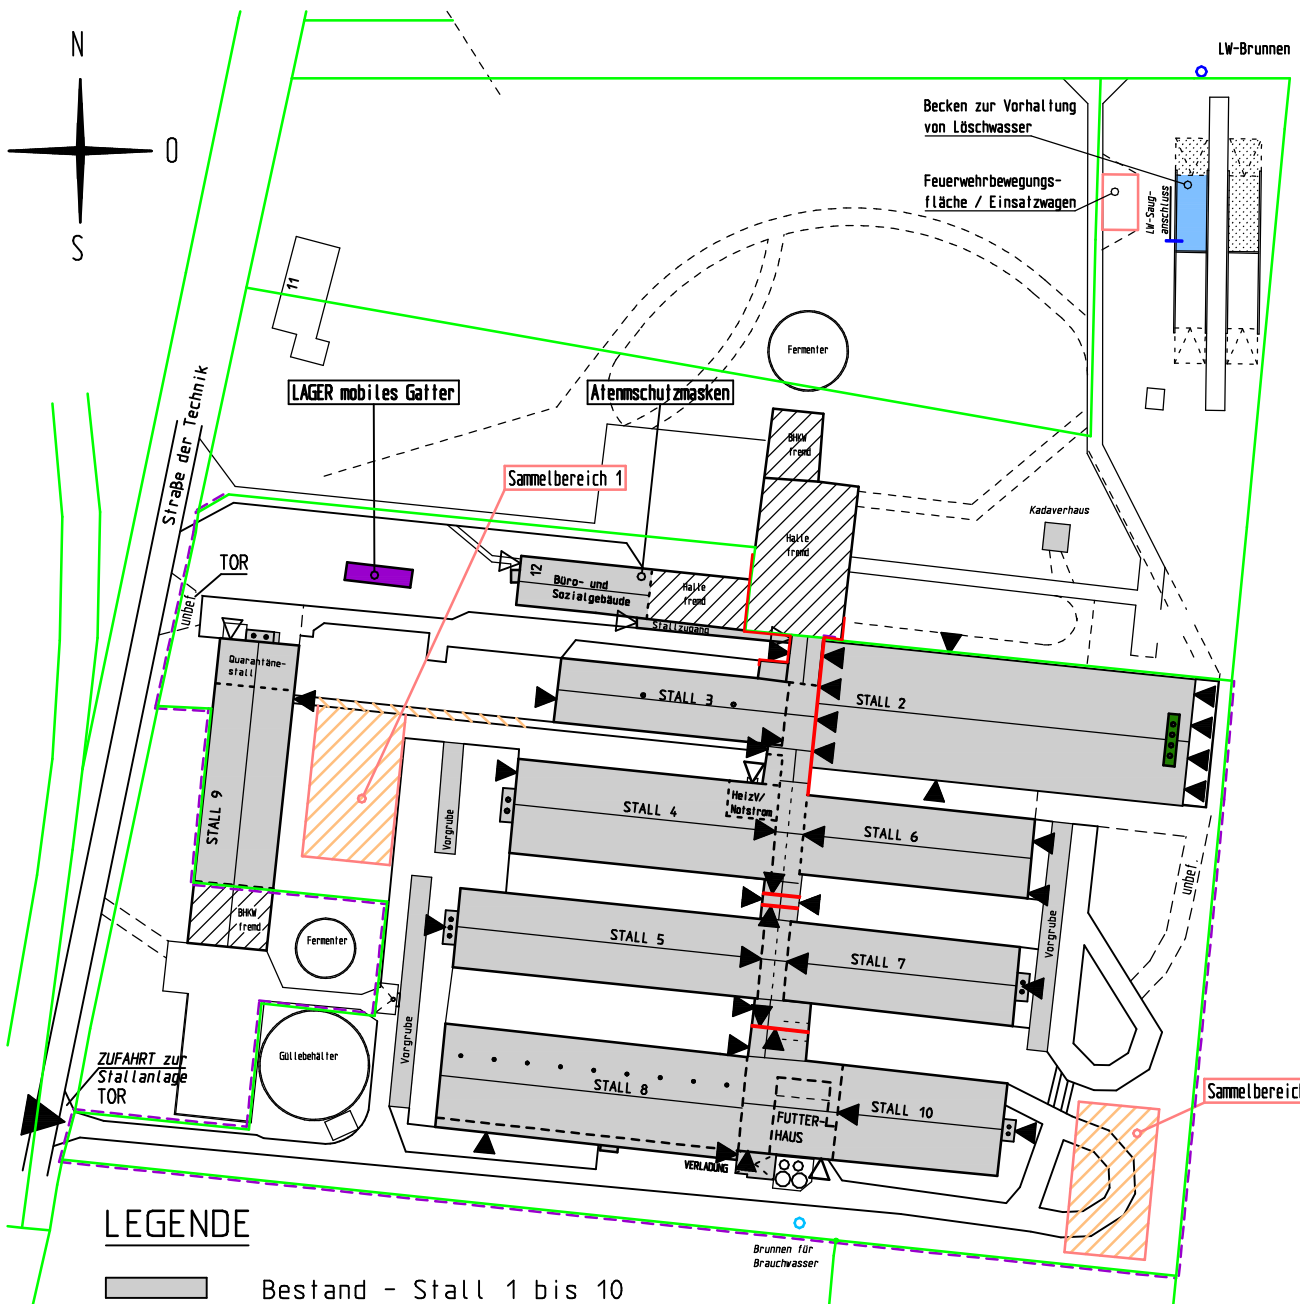 N
O
S
LW-Brunnen
Becken zur Vorhaltung
von Löschwasser
Feuerwehrbewegungs-
fläche / Einsatzwagen
LW-Saug-
anschluss
11
Fermenter
Straße der Technik
LAGER mobiles Gatter
Atenmschutzmasken
BHKW
fremd
Sammelbereich 1
Kadaverhaus
Halle
fremd
TOR
unbef.
12
Büro- und
Sozialgebäude
Halle
fremd
Stallzugang
Quarantäne-
stall
STALL 3
STALL 2
STALL 9
Vorgrube
STALL 4
HeizV/
Notstrom
STALL 6
unbef.
BHKW
fremd
Fermenter
STALL 5
STALL 7
Vorgrube
Vorgrube
Güllebehälter
ZUFAHRT zur
Stallanlage
TOR
STALL 8
FUTTER-
HAUS
STALL 10
Sammelbereich
VERLADUNG
Brunnen für
Brauchwasser
LEGENDE
Bestand - Stall 1 bis 10